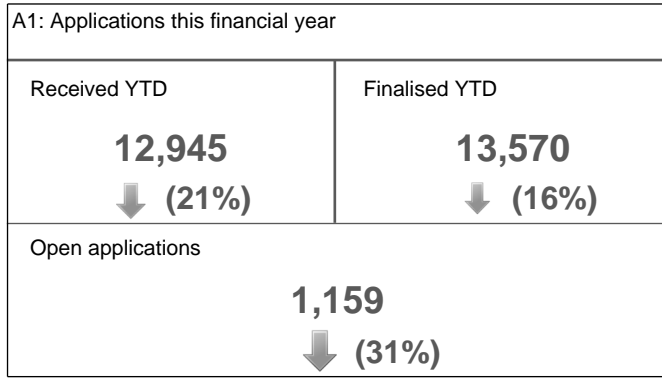 A1: Applications this financial year
Received YTD
12,945
(21%)
Finalised YTD
13,570
(16%)
Open applications
1,159
(31%)